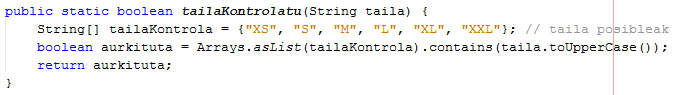 public static boolean tailaKontrolatu(String taila) {
String[] tailaKontrola = {"XS", "S", "M", "L", "XL", "XXL"}; // taila posibleak
boolean aurkituta = Arrays.asList(tailaKontrola).contains(taila.toUpperCase());
return aurkituta;
}